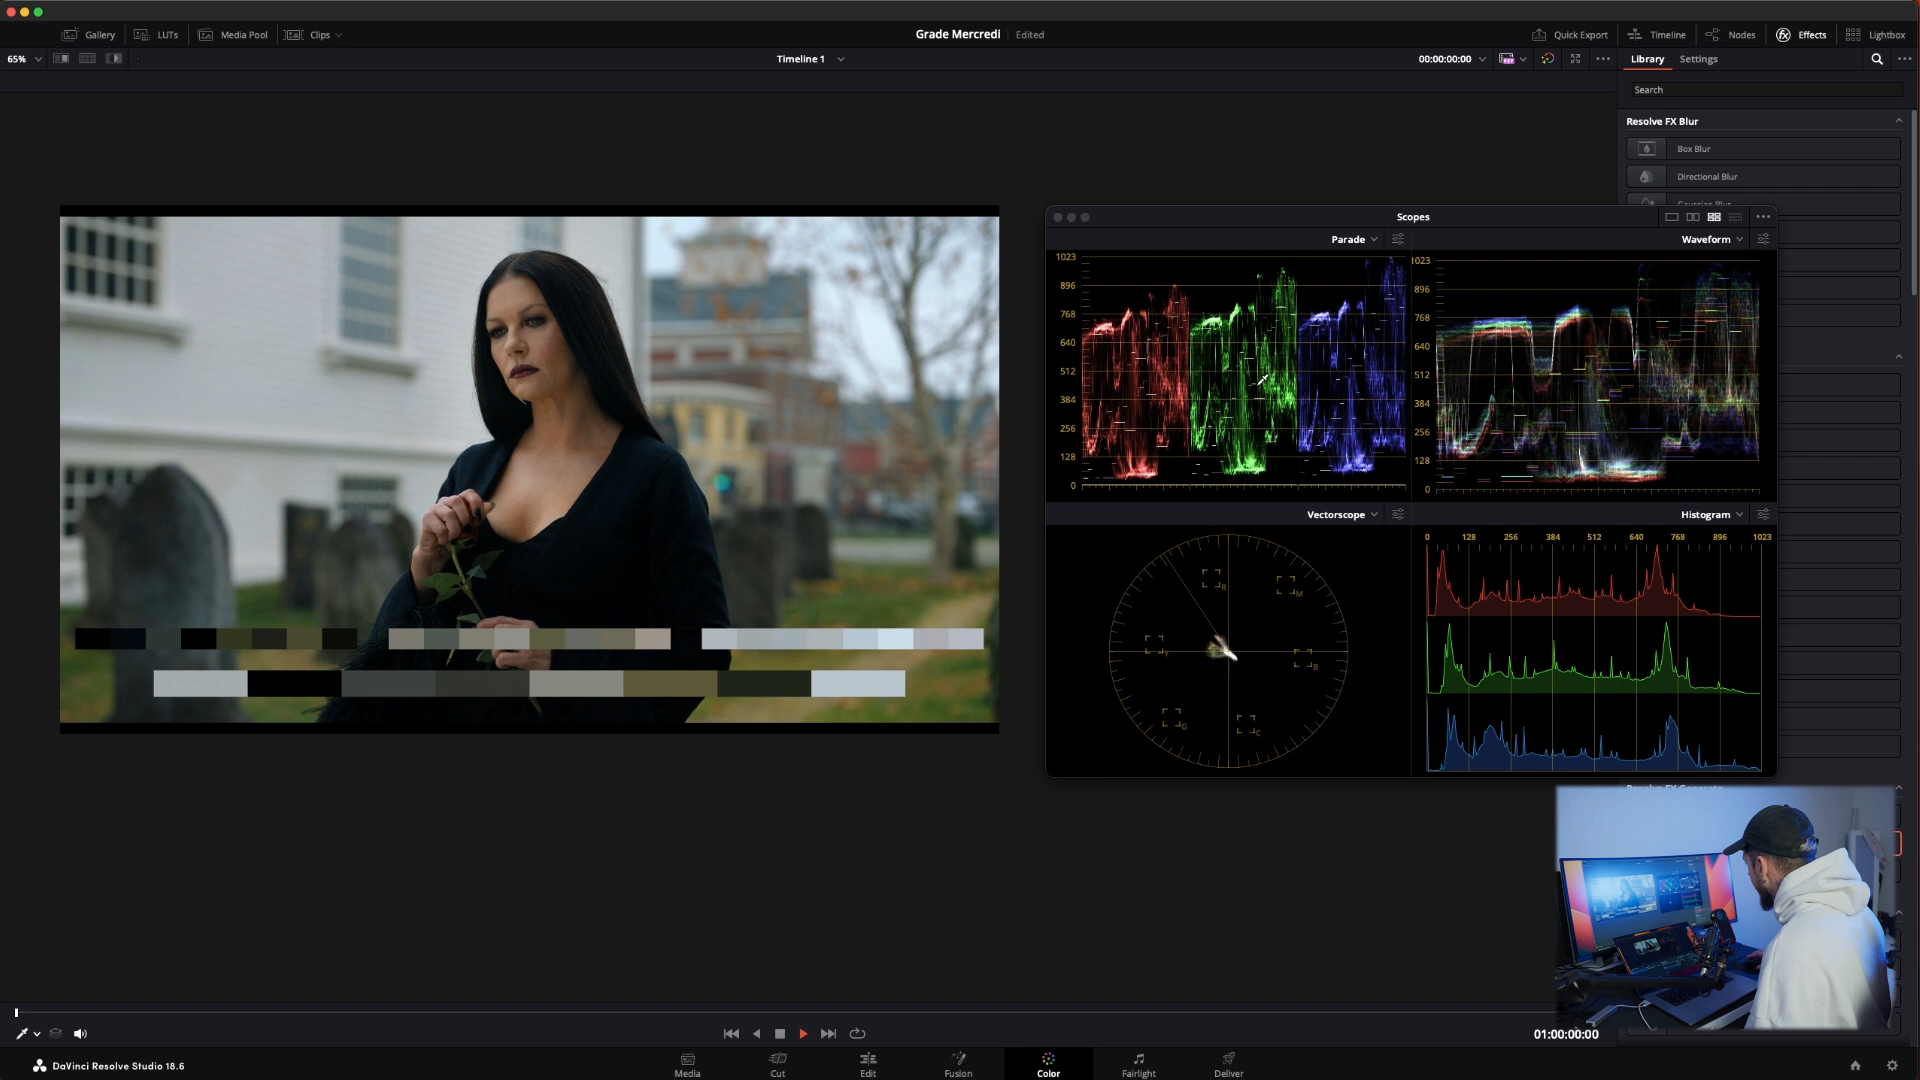 Gallery
LUTs
Media Pool
Clips
Grade Mercredi
Edited
Quick Export
Timeline
Nodes
Effects
Lightbox
65%
Timeline 1
00:00:00:00
Library
Settings
Search
Resolve FX Blur
Box Blur
Directional Blur
Scopes
Parade
Waveform
1023
896
768
640
512
384
256
128
0
1023
896
768
640
512
384
256
128
0
Vectorscope
Histogram
R
M
Y
B
G
C
0 128 256 384 512 640 768 896 1023
01:00:00:00
DaVinci Resolve Studio 18.6
Media
Cut
Edit
Fusion
Color
Fairlight
Deliver